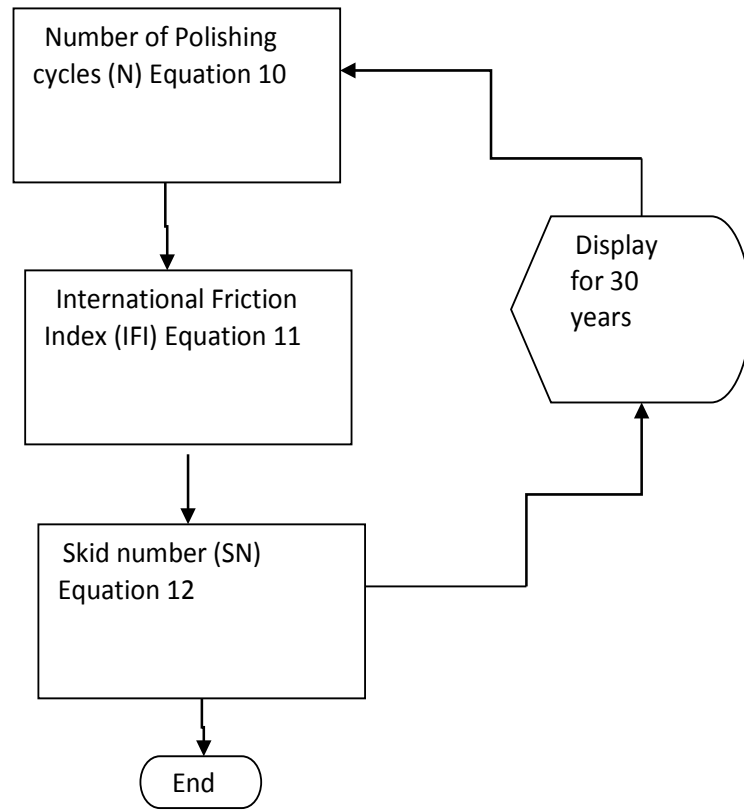 Number of Polishing
cycles (N) Equation 10
International Friction
Index (IFI) Equation 11
Skid number (SN)
Equation 12
End
Display
for 30
years